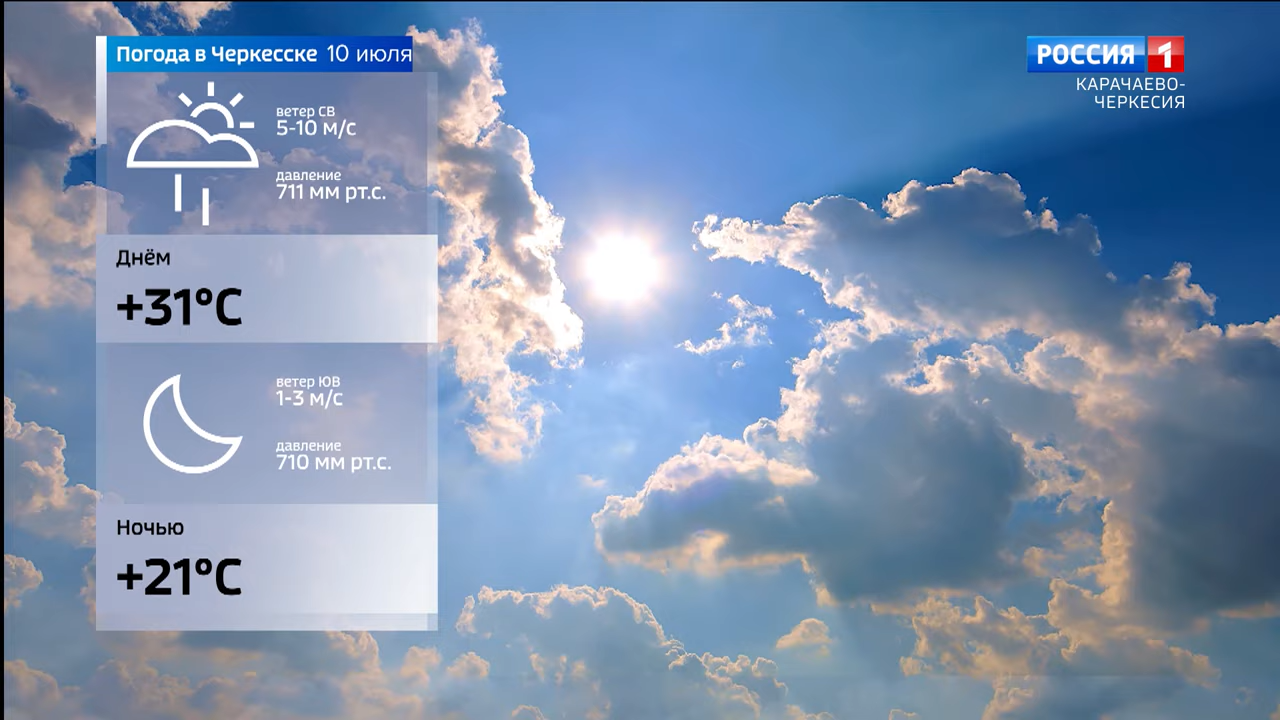 Погода в Черкесске 10 июля
РОССИЯ 1
КАРАЧАЕВО-
ЧЕРКЕСИЯ
ветер СВ
5-10 м/с
давление
711 мм рт.с.
Днём
+31°C
ветер ЮВ
1-3 м/с
давление
710 мм рт.с.
Ночью
+21°C